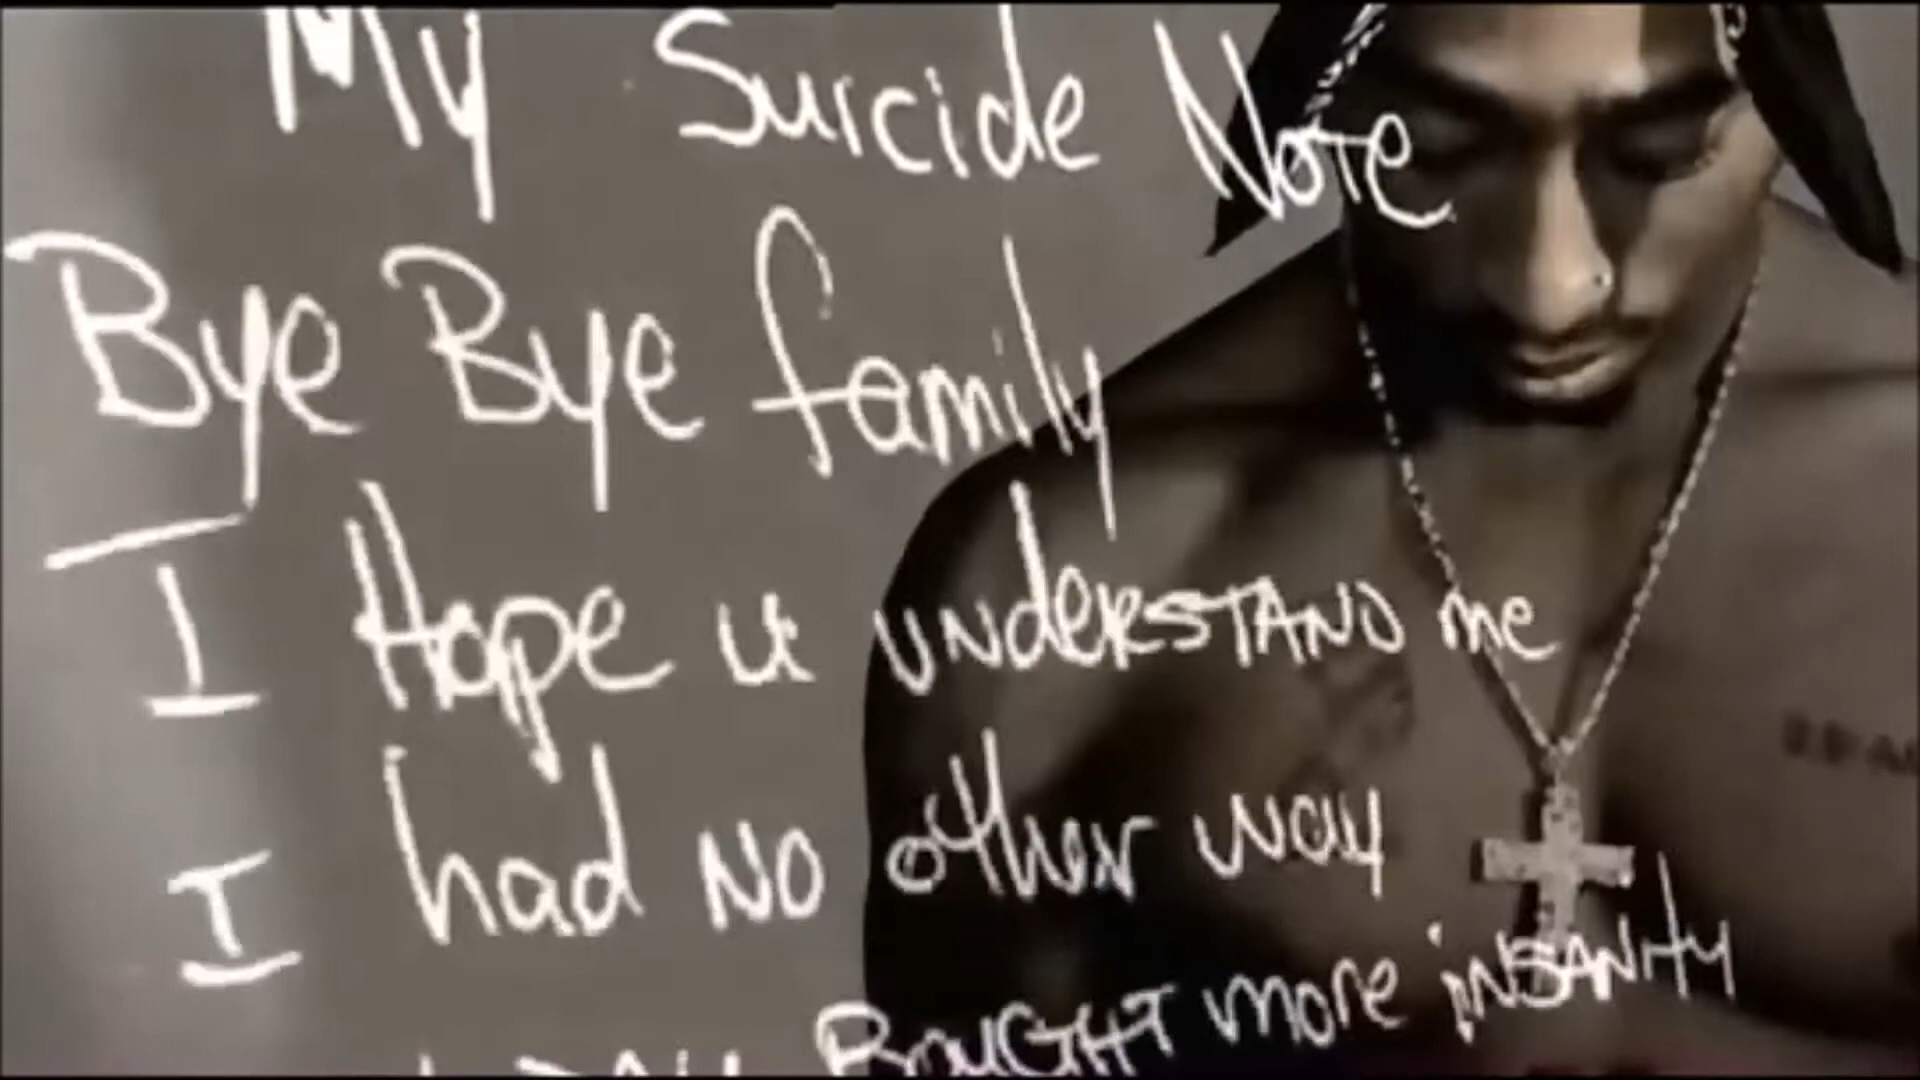 My Suicide Note
Bye Bye family
I Hope u understand me
I had no other way
Bought more insanity